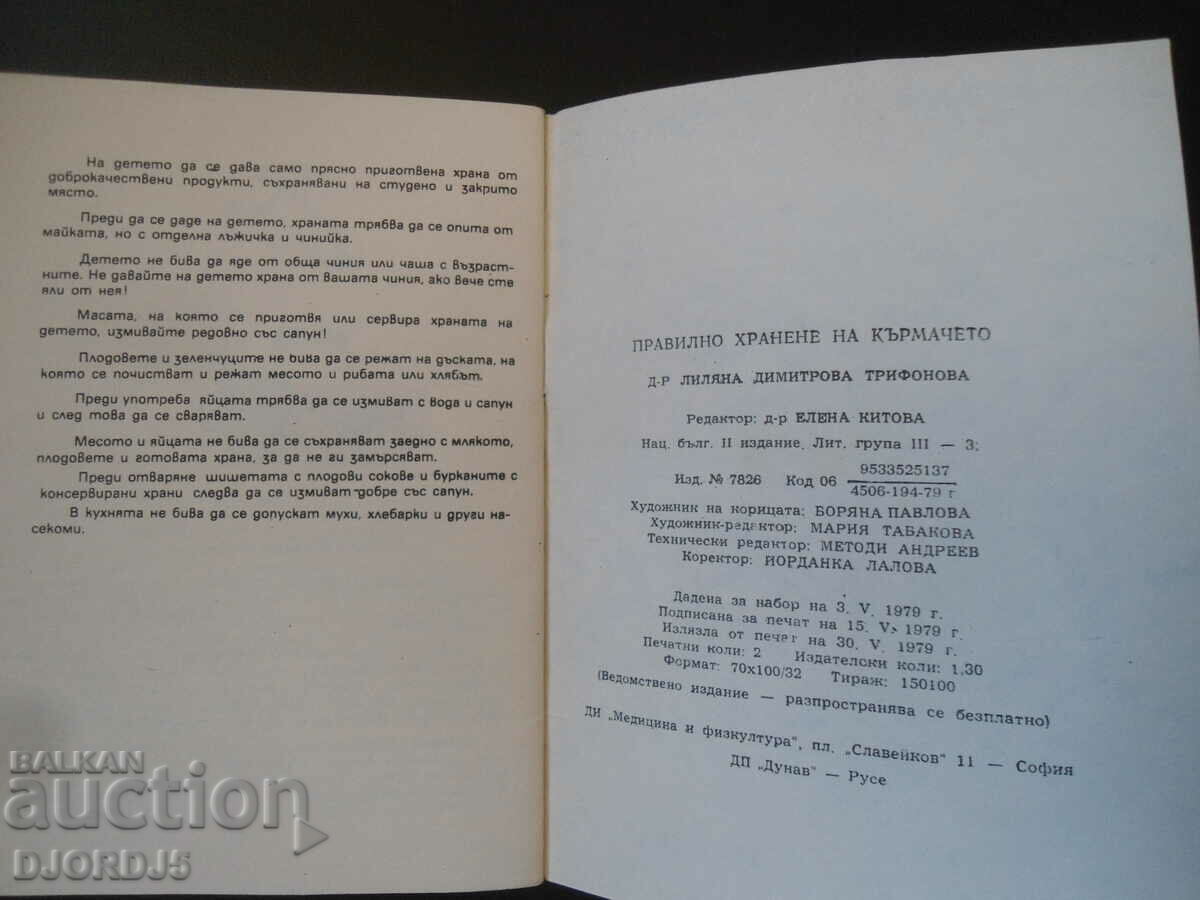 На детето да се дава само прясно приготвена храна от
доброкачествени продукти, съхранявани на студено и закрито
място.
Преди да се даде на детето, храната трябва да се опита от
майката, но с отделна лъжичка и чинийка.
Детето не бива да яде от обща чиния или чаша с възраст-
ните. Не давайте на детето храна от вашата чиния, ако вече сте
яли от нея!
Масата, на която се приготвя или сервира храната на
детето, измивайте редовно със сапун!
Плодовете и зеленчуците не бива да се режат на дъската, на
която се почистват и режат месото и рибата или хлябът.
Преди употреба яйцата трябва да се измиват с вода и сапун
и след това да се сваряват.
Месото и яйцата не бива да се съхраняват заедно с млякото,
плодовете и готовата храна, за да не ги замърсяват.
Преди отваряне шишетата с плодови сокове и бурканите с
консервирани храни следва да се измиват добре със сапун.
В кухнята не бива да се допускат мухи, хлебарки и други на-
секоми.
ПРАВИЛНО ХРАНЕНЕ НА КЪРМАЧЕТО
Д-Р ЛИЛЯНА ДИМИТРОВА ТРИФОНОВА
Редактор: д-р ЕЛЕНА КИТОВА
Нац. бълг. II издание. Лит. група III — 3;
Изд. № 7826 Код 06 9533525137
4506-194-79 г
Художник на корицата: БОРЯНА ПАВЛОВА
Художник-редактор: МАРИЯ ТАБАКОВА
Технически редактор: МЕТОДИ АНДРЕЕВ
Коректор: ЙОРДАНКА ЛАЛОВА
Дадена за набор на 3. V. 1979 г.
Подписана за печат на 15. V. 1979 г.
Излязла от печат на 30. V. 1979 г.
Печатни коли: 2 Издателски коли: 1,30
Формат: 70х100/32 Тираж: 150100
(Ведомствено издание — разпространява се безплатно)
ДИ „Медицина и физкултура", пл. „Славейков" 11 — София
ДП „Дунав" — Русе
BALKAN
auction
DJORDJ5